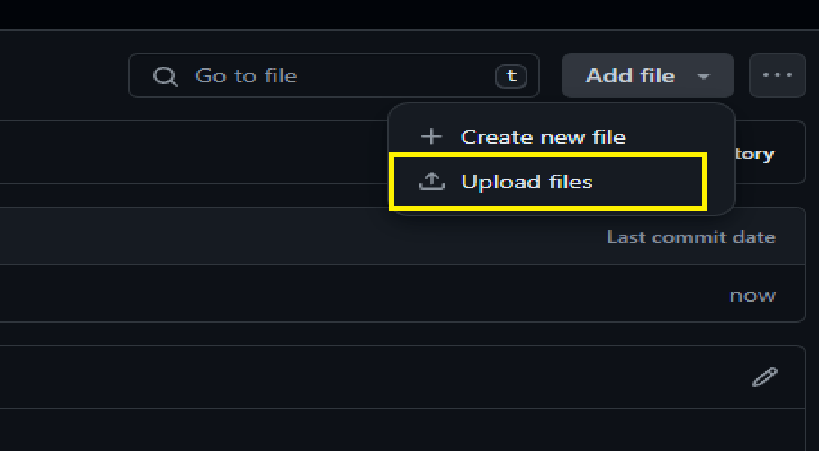 Go to file t Add file ...
Create new file
tory
Upload files
Last commit date
now